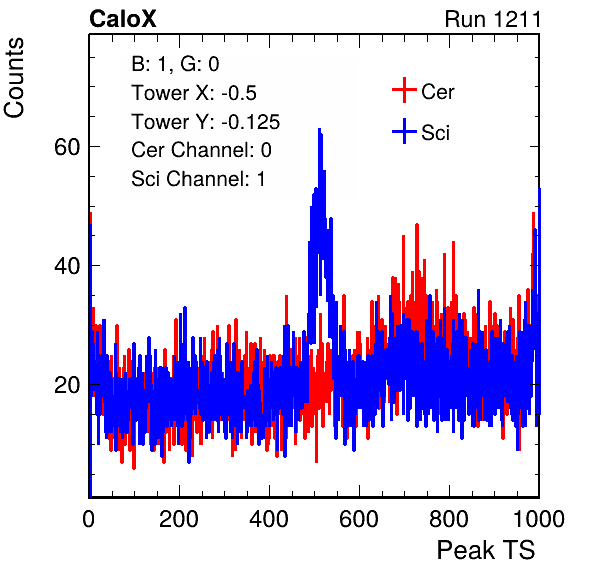 CaloX Run 1211
Counts
B: 1, G: 0
Tower X: -0.5
Tower Y: -0.125
Cer Channel: 0
Sci Channel: 1
Cer
Sci
60
40
20
0 200 400 600 800 1000
Peak TS